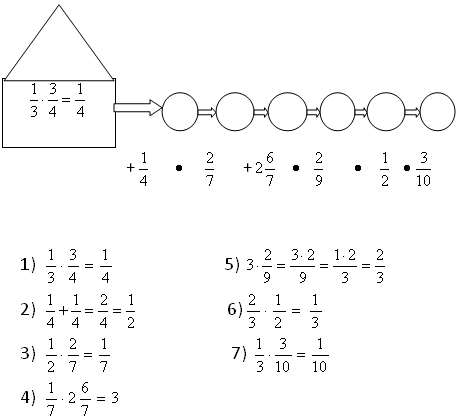 1/3 · 3/4 = 1/4
+ 1/4 • 2/7 + 2 6/7 • 2/9 • 1/2 • 3/10
1) 1/3 · 3/4 = 1/4
2) 1/4 + 1/4 = 2/4 = 1/2
3) 1/2 · 2/7 = 1/7
4) 1/7 · 2 6/7 = 3
5) 3 · 2/9 = 3·2/9 = 1·2/3 = 2/3
6) 2/3 · 1/2 = 1/3
7) 1/3 · 3/10 = 1/10